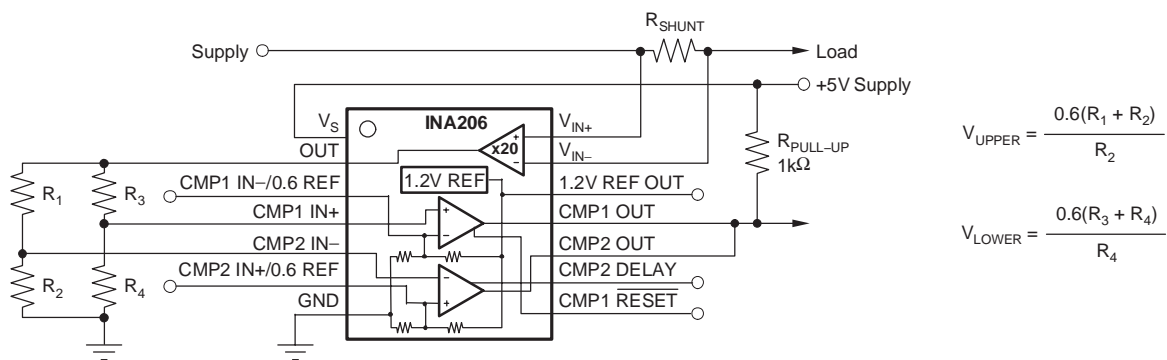 R_SHUNT
Supply
Load
+5V Supply
V_S
INA206
V_IN+
OUT
x20
V_IN–
R_PULL–UP
1kΩ
V_UPPER = 0.6(R_1 + R_2) / R_2
CMP1 IN–/0.6 REF
1.2V REF
1.2V REF OUT
R_1
R_3
CMP1 IN+
CMP1 OUT
CMP2 IN–
CMP2 OUT
V_LOWER = 0.6(R_3 + R_4) / R_4
CMP2 IN+/0.6 REF
CMP2 DELAY
R_2
R_4
GND
CMP1 RESET